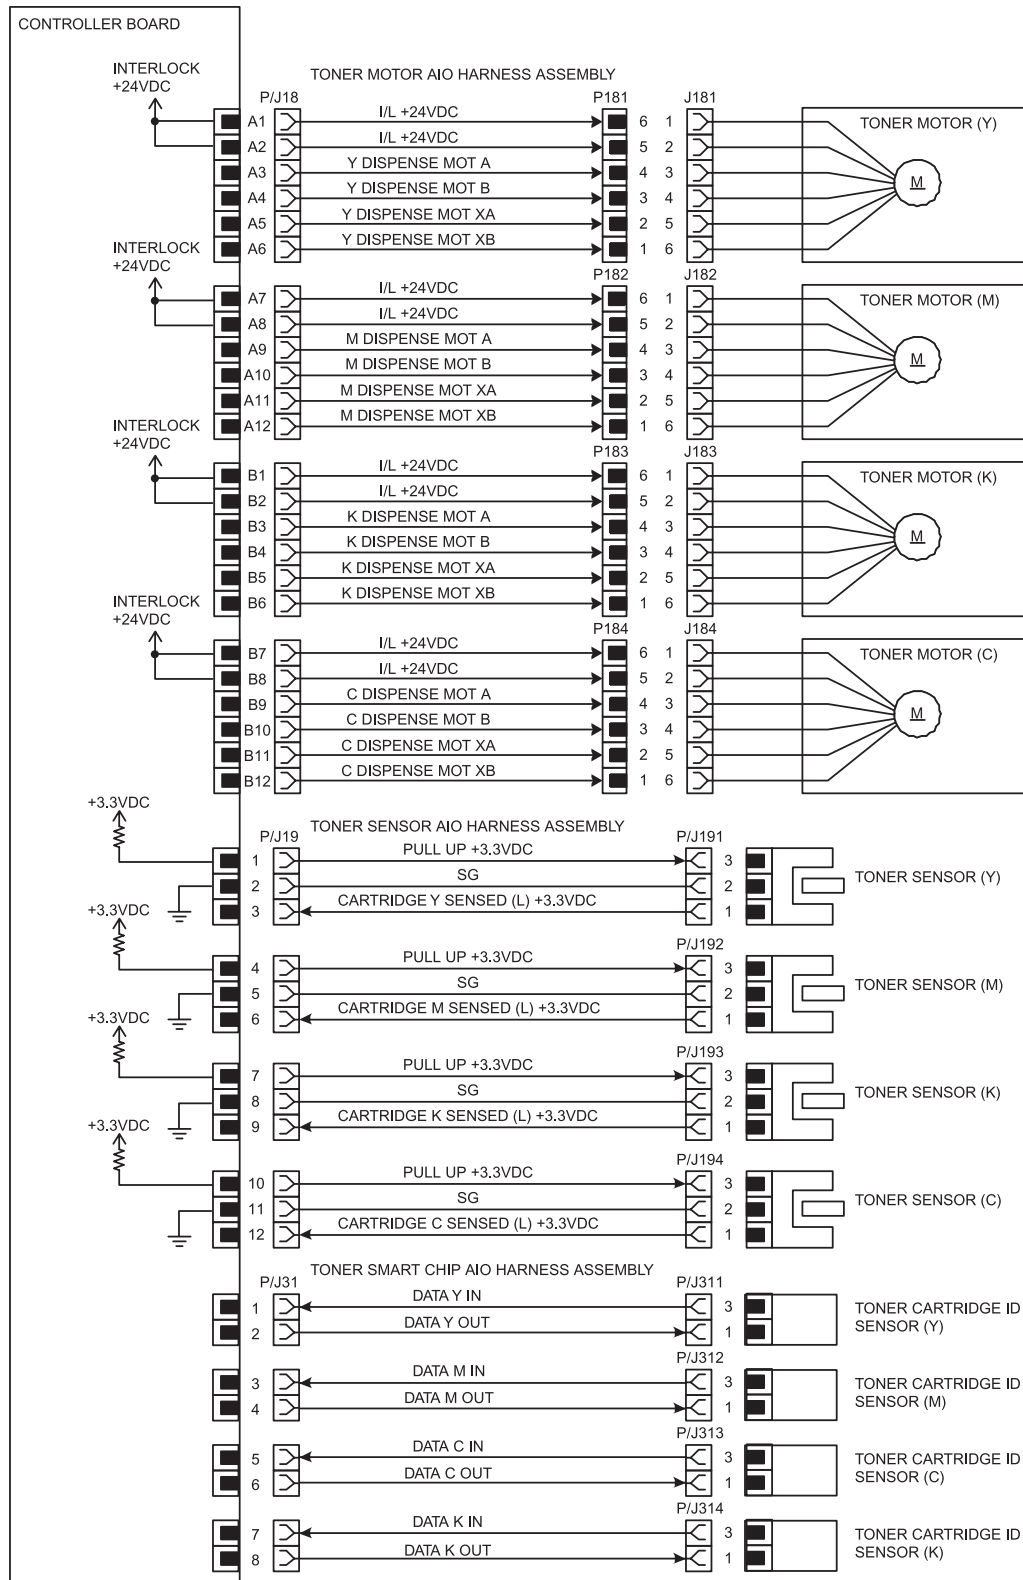 CONTROLLER BOARD
INTERLOCK
+24VDC
TONER MOTOR AIO HARNESS ASSEMBLY
P/J18 P181 J181
A1 I/L +24VDC 6 1 TONER MOTOR (Y)
A2 I/L +24VDC 5 2
A3 Y DISPENSE MOT A 4 3
A4 Y DISPENSE MOT B 3 4
A5 Y DISPENSE MOT XA 2 5
A6 Y DISPENSE MOT XB 1 6
M
INTERLOCK
+24VDC
P182 J182
A7 I/L +24VDC 6 1 TONER MOTOR (M)
A8 I/L +24VDC 5 2
A9 M DISPENSE MOT A 4 3
A10 M DISPENSE MOT B 3 4
A11 M DISPENSE MOT XA 2 5
A12 M DISPENSE MOT XB 1 6
M
INTERLOCK
+24VDC
P183 J183
B1 I/L +24VDC 6 1 TONER MOTOR (K)
B2 I/L +24VDC 5 2
B3 K DISPENSE MOT A 4 3
B4 K DISPENSE MOT B 3 4
B5 K DISPENSE MOT XA 2 5
B6 K DISPENSE MOT XB 1 6
M
INTERLOCK
+24VDC
P184 J184
B7 I/L +24VDC 6 1 TONER MOTOR (C)
B8 I/L +24VDC 5 2
B9 C DISPENSE MOT A 4 3
B10 C DISPENSE MOT B 3 4
B11 C DISPENSE MOT XA 2 5
B12 C DISPENSE MOT XB 1 6
M
+3.3VDC
TONER SENSOR AIO HARNESS ASSEMBLY
P/J19 P/J191
1 PULL UP +3.3VDC 3
2 SG 2 TONER SENSOR (Y)
3 CARTRIDGE Y SENSED (L) +3.3VDC 1
+3.3VDC
P/J192
4 PULL UP +3.3VDC 3
5 SG 2 TONER SENSOR (M)
6 CARTRIDGE M SENSED (L) +3.3VDC 1
+3.3VDC
P/J193
7 PULL UP +3.3VDC 3
8 SG 2 TONER SENSOR (K)
9 CARTRIDGE K SENSED (L) +3.3VDC 1
+3.3VDC
P/J194
10 PULL UP +3.3VDC 3
11 SG 2 TONER SENSOR (C)
12 CARTRIDGE C SENSED (L) +3.3VDC 1
TONER SMART CHIP AIO HARNESS ASSEMBLY
P/J31 P/J311
1 DATA Y IN 3 TONER CARTRIDGE ID
2 DATA Y OUT 1 SENSOR (Y)
P/J312
3 DATA M IN 3 TONER CARTRIDGE ID
4 DATA M OUT 1 SENSOR (M)
P/J313
5 DATA C IN 3 TONER CARTRIDGE ID
6 DATA C OUT 1 SENSOR (C)
P/J314
7 DATA K IN 3 TONER CARTRIDGE ID
8 DATA K OUT 1 SENSOR (K)